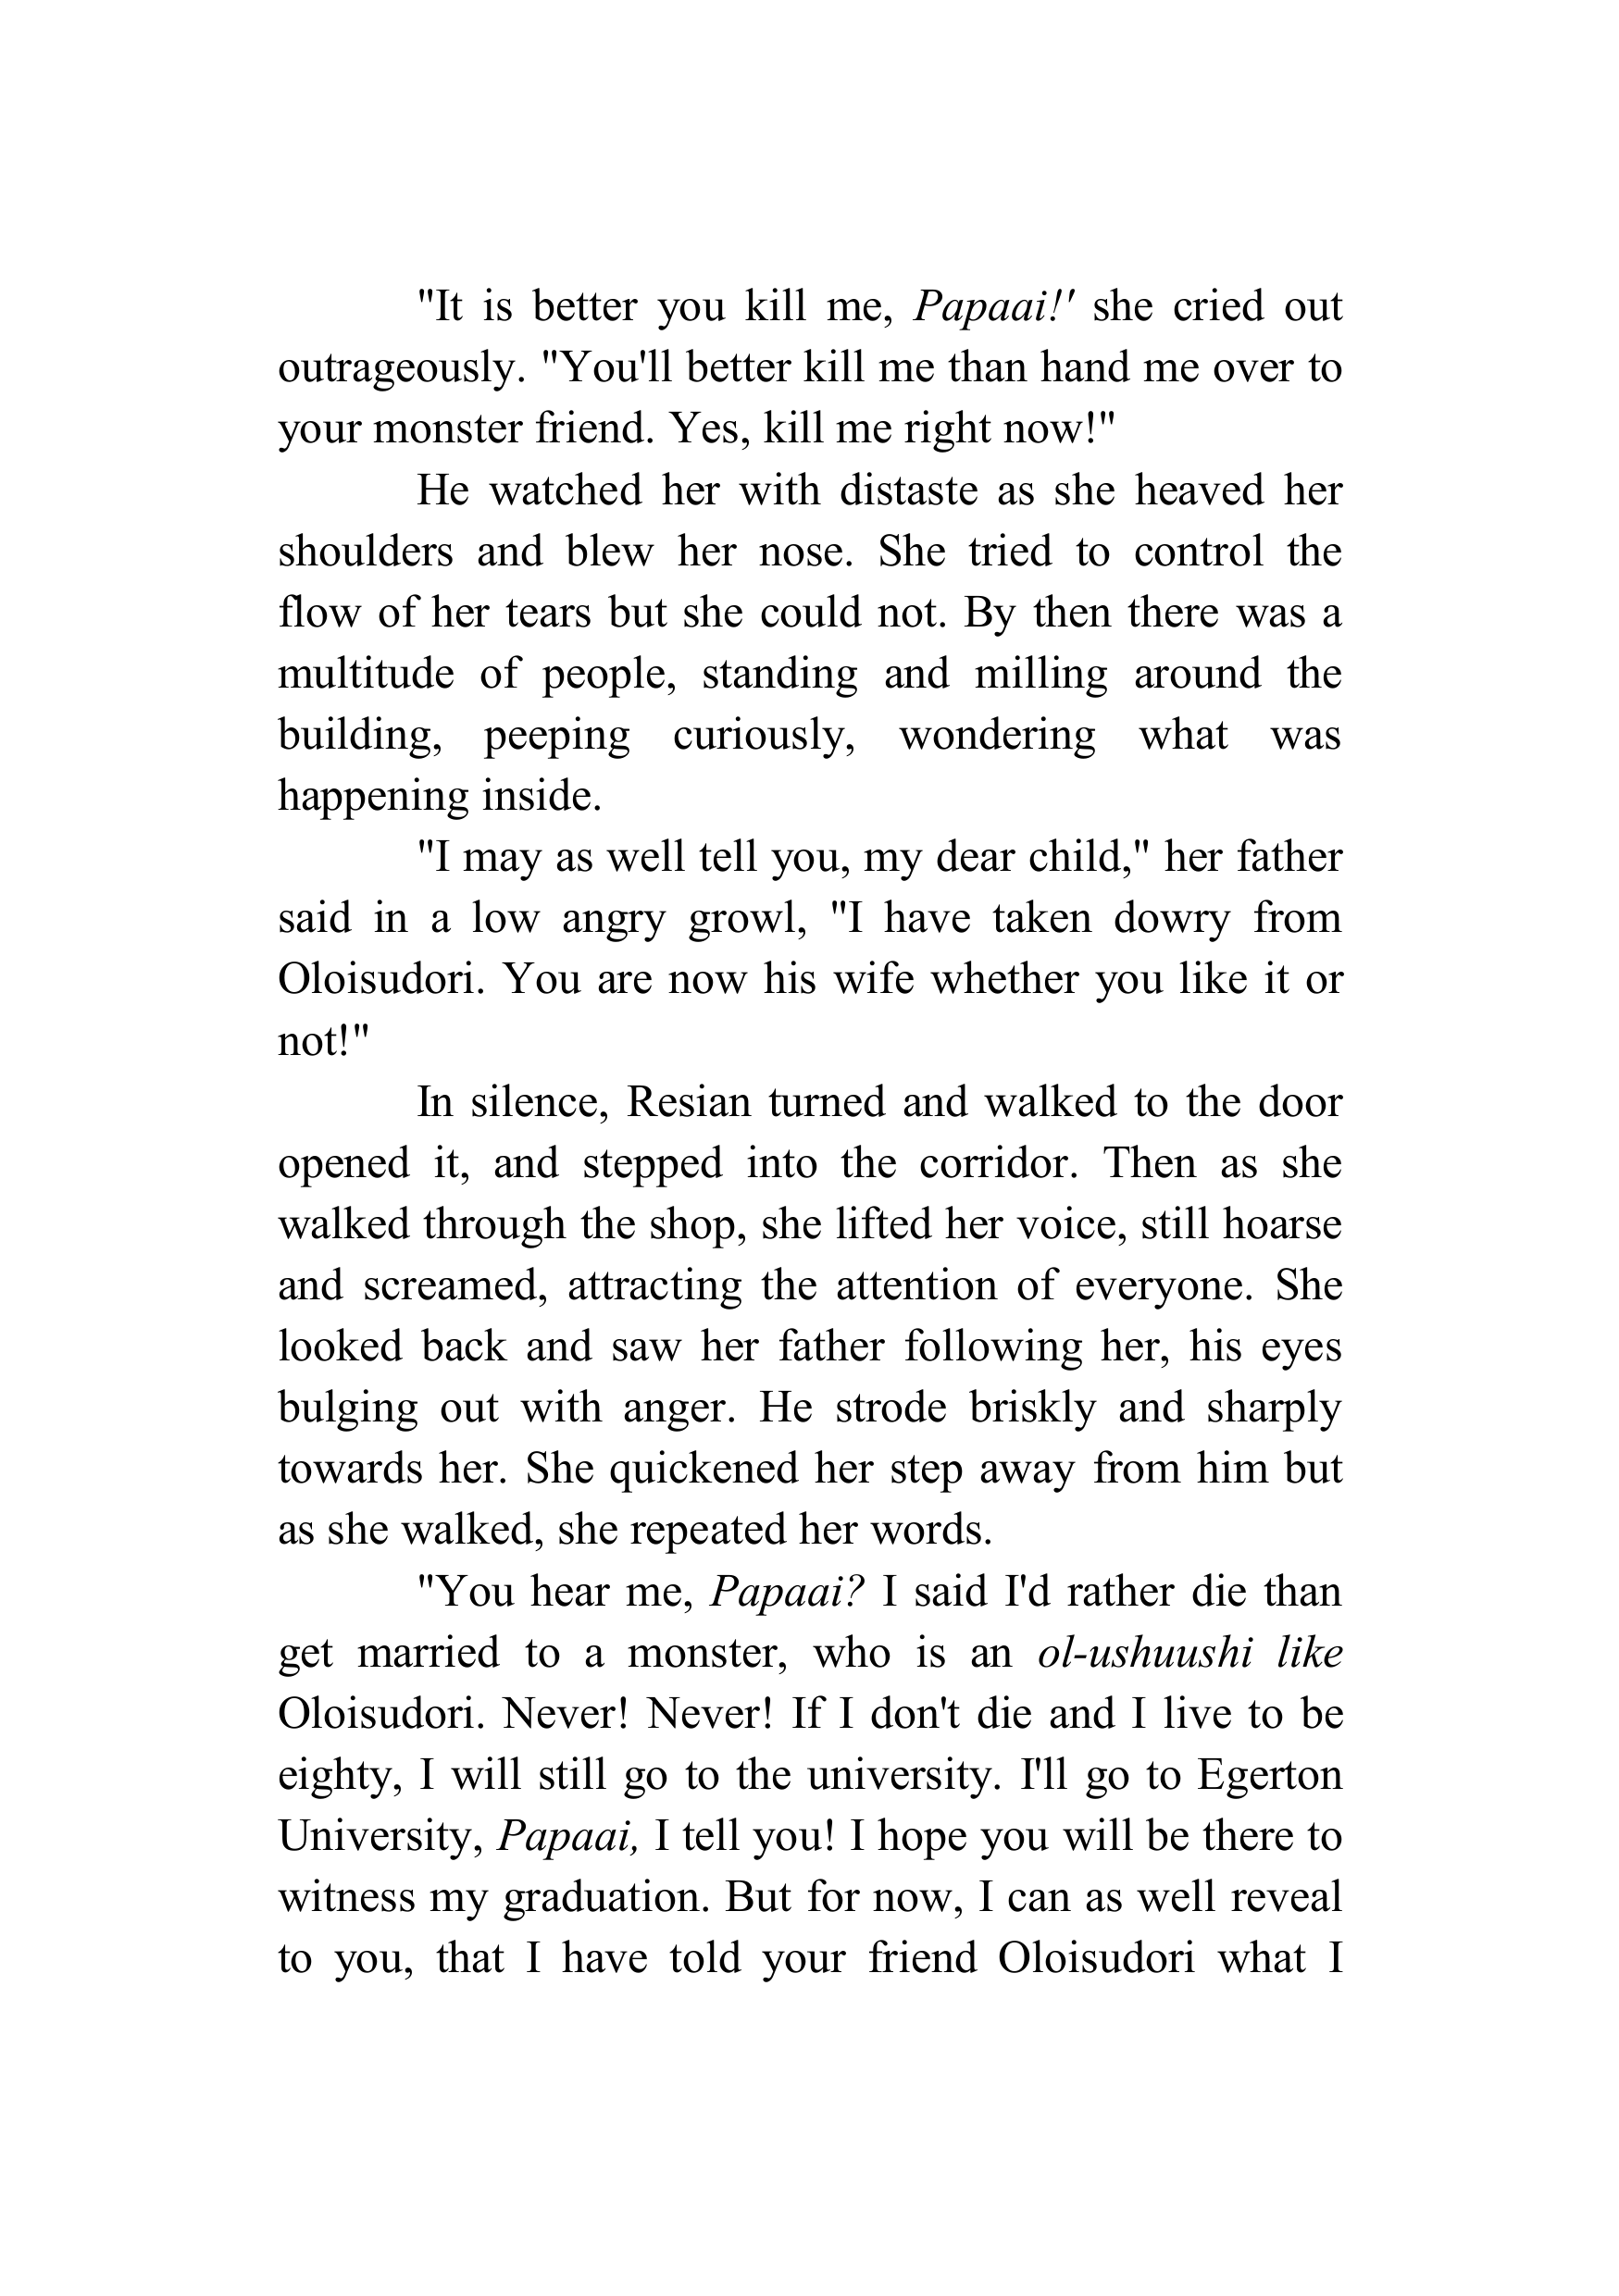 "It is better you kill me, Papaai!' she cried out
outrageously. "You'll better kill me than hand me over to
your monster friend. Yes, kill me right now!"
He watched her with distaste as she heaved her
shoulders and blew her nose. She tried to control the
flow of her tears but she could not. By then there was a
multitude of people, standing and milling around the
building, peeping curiously, wondering what was
happening inside.
"I may as well tell you, my dear child," her father
said in a low angry growl, "I have taken dowry from
Oloisudori. You are now his wife whether you like it or
not!"
In silence, Resian turned and walked to the door
opened it, and stepped into the corridor. Then as she
walked through the shop, she lifted her voice, still hoarse
and screamed, attracting the attention of everyone. She
looked back and saw her father following her, his eyes
bulging out with anger. He strode briskly and sharply
towards her. She quickened her step away from him but
as she walked, she repeated her words.
"You hear me, Papaai? I said I'd rather die than
get married to a monster, who is an ol-ushuushi like
Oloisudori. Never! Never! If I don't die and I live to be
eighty, I will still go to the university. I'll go to Egerton
University, Papaai, I tell you! I hope you will be there to
witness my graduation. But for now, I can as well reveal
to you, that I have told your friend Oloisudori what I